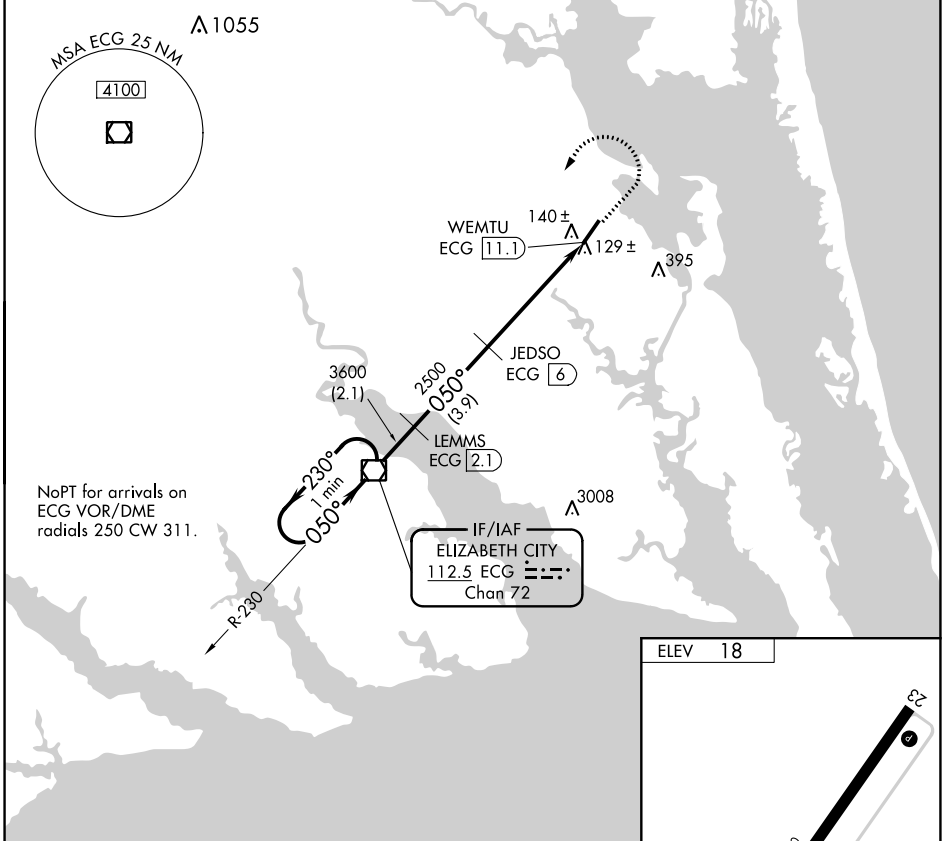 1055
MSA ECG 25 NM
4100
140 ±
WEMTU
ECG 11.1
129 ±
395
JEDSO
ECG 6
3600
(2.1)
2500
050°
(3.9)
LEMMS
ECG 2.1
230°
1 min
050°
NoPT for arrivals on
ECG VOR/DME
radials 250 CW 311.
3008
IF/IAF
ELIZABETH CITY
112.5 ECG
Chan 72
R-230
ELEV 18
23
P